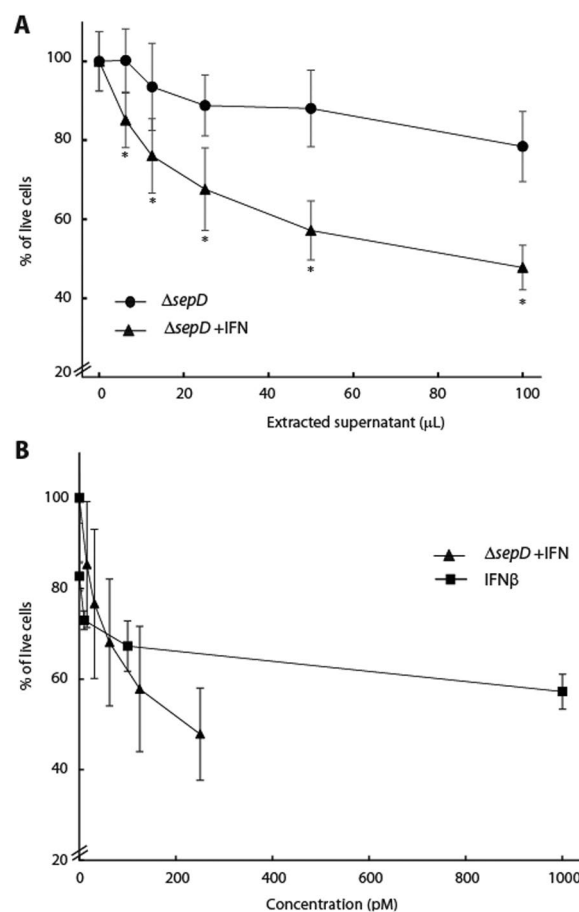 A
100
80
60
40
20
% of live cells
* * * * *
ΔsepD
ΔsepD +IFN
0 20 40 60 80 100
Extracted supernatant (μL)
B
100
80
60
40
20
% of live cells
ΔsepD +IFN
IFNβ
0 200 400 600 800 1000
Concentration (pM)